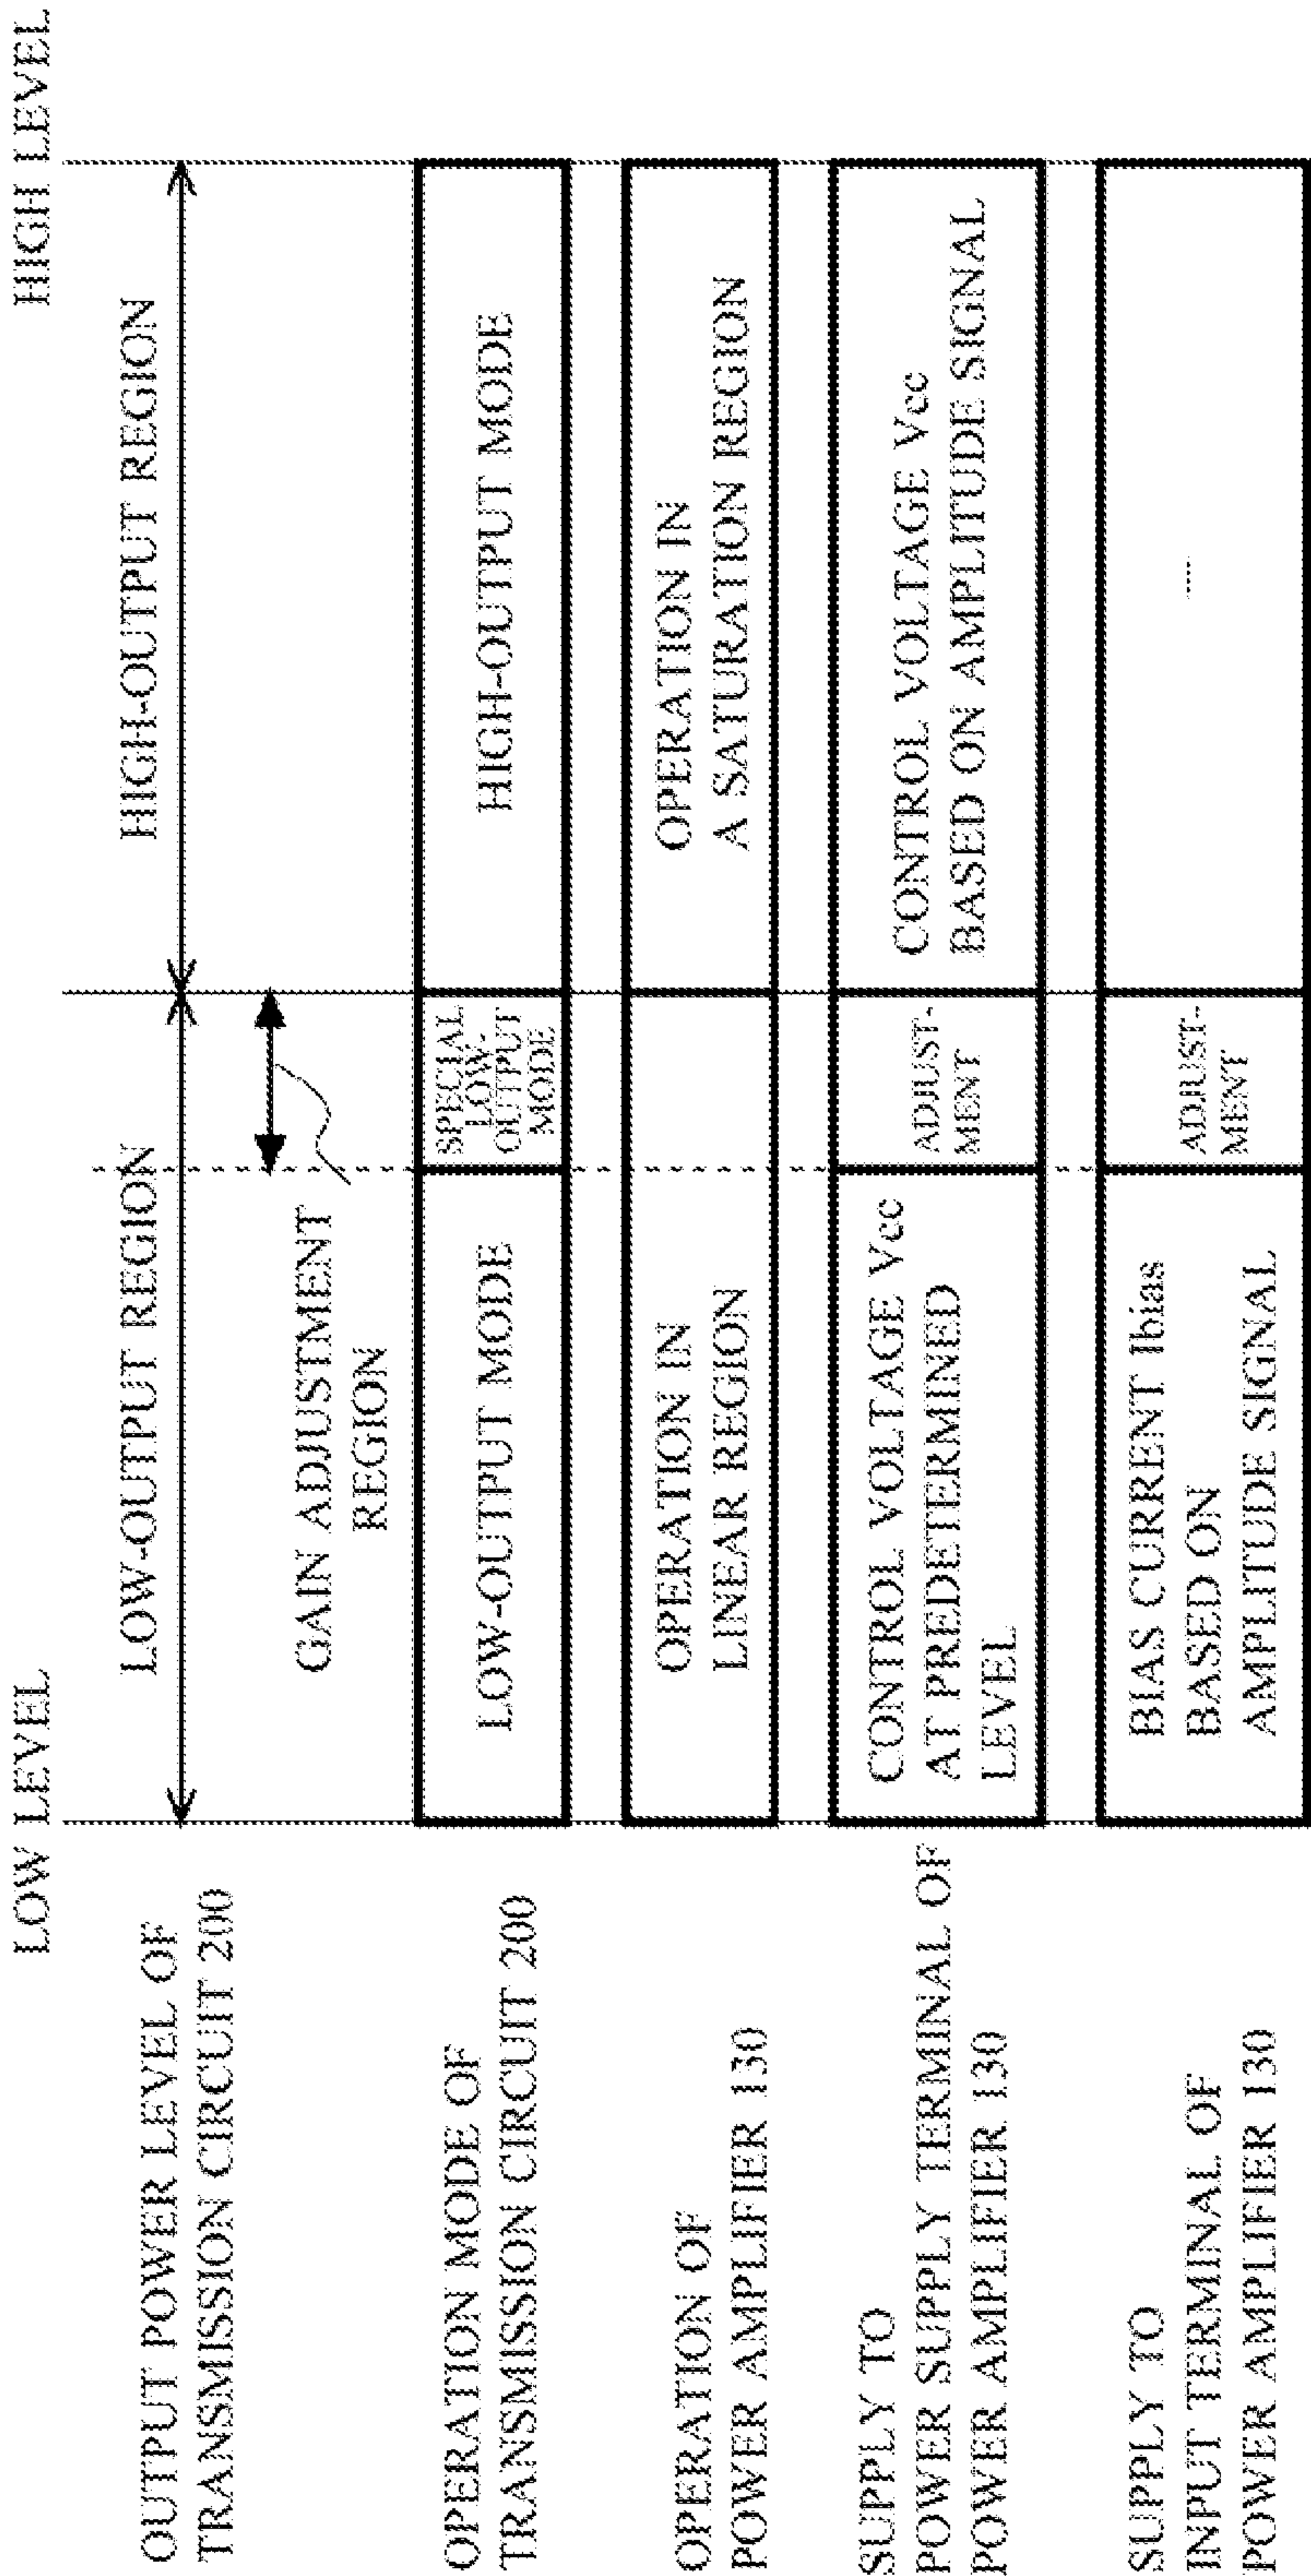 LOW LEVEL
HIGH LEVEL
OUTPUT POWER LEVEL OF
TRANSMISSION CIRCUIT 200
LOW-OUTPUT REGION
HIGH-OUTPUT REGION
GAIN ADJUSTMENT
REGION
OPERATION MODE OF
TRANSMISSION CIRCUIT 200
LOW-OUTPUT MODE
SPECIAL
LOW-
OUTPUT
MODE
HIGH-OUTPUT MODE
OPERATION OF
POWER AMPLIFIER 130
OPERATION IN
LINEAR REGION
OPERATION IN
A SATURATION REGION
SUPPLY TO
POWER SUPPLY TERMINAL OF
POWER AMPLIFIER 130
CONTROL VOLTAGE Vcc
AT PREDETERMINED
LEVEL
ADJUST-
MENT
CONTROL VOLTAGE Vcc
BASED ON AMPLITUDE SIGNAL
SUPPLY TO
INPUT TERMINAL OF
POWER AMPLIFIER 130
BIAS CURRENT Ibias
BASED ON
AMPLITUDE SIGNAL
ADJUST-
MENT
—